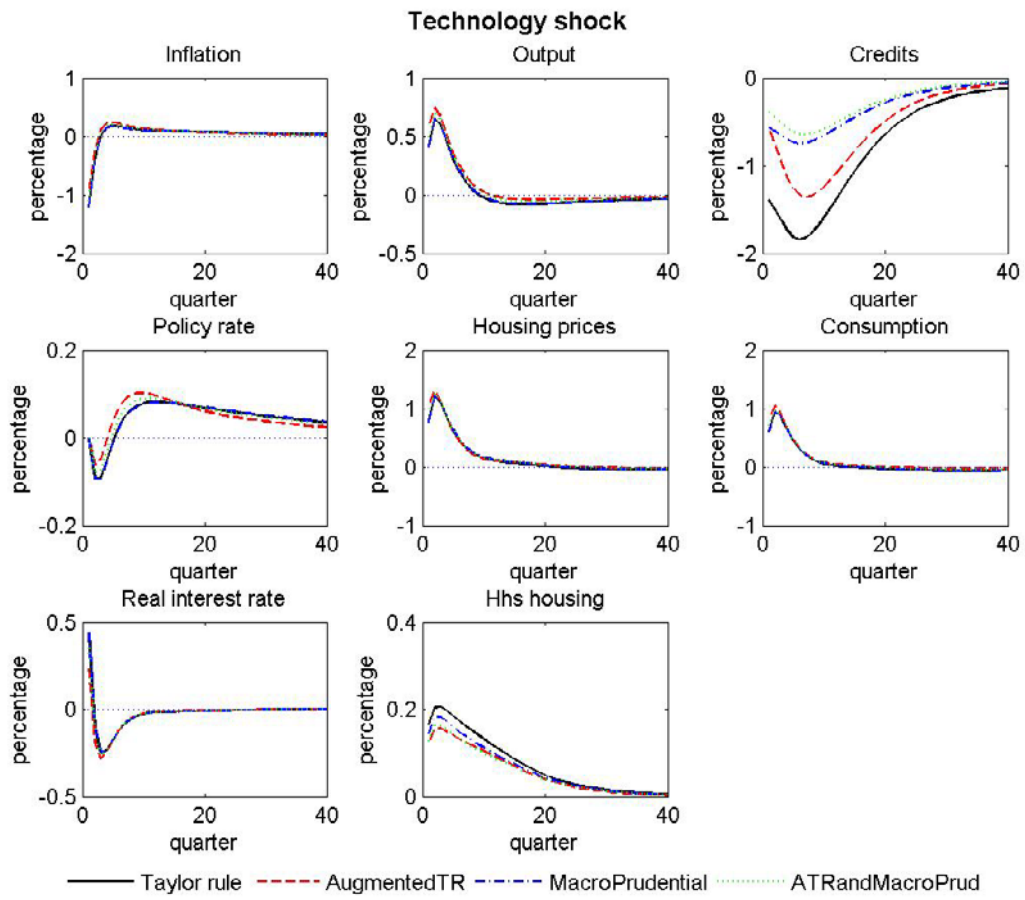 Technology shock
Inflation
Output
Credits
percentage
1
0
-1
-2
0
20
40
quarter
percentage
1
0.5
0
-0.5
0
20
40
quarter
percentage
0
-1
-2
0
20
40
quarter
Policy rate
Housing prices
Consumption
percentage
0.2
0
-0.2
0
20
40
quarter
percentage
2
1
0
-1
0
20
40
quarter
percentage
2
1
0
-1
0
20
40
quarter
Real interest rate
Hhs housing
percentage
0.5
0
-0.5
0
20
40
quarter
percentage
0.4
0.2
0
0
20
40
quarter
Taylor rule AugmentedTR MacroPrudential ATRandMacroPrud